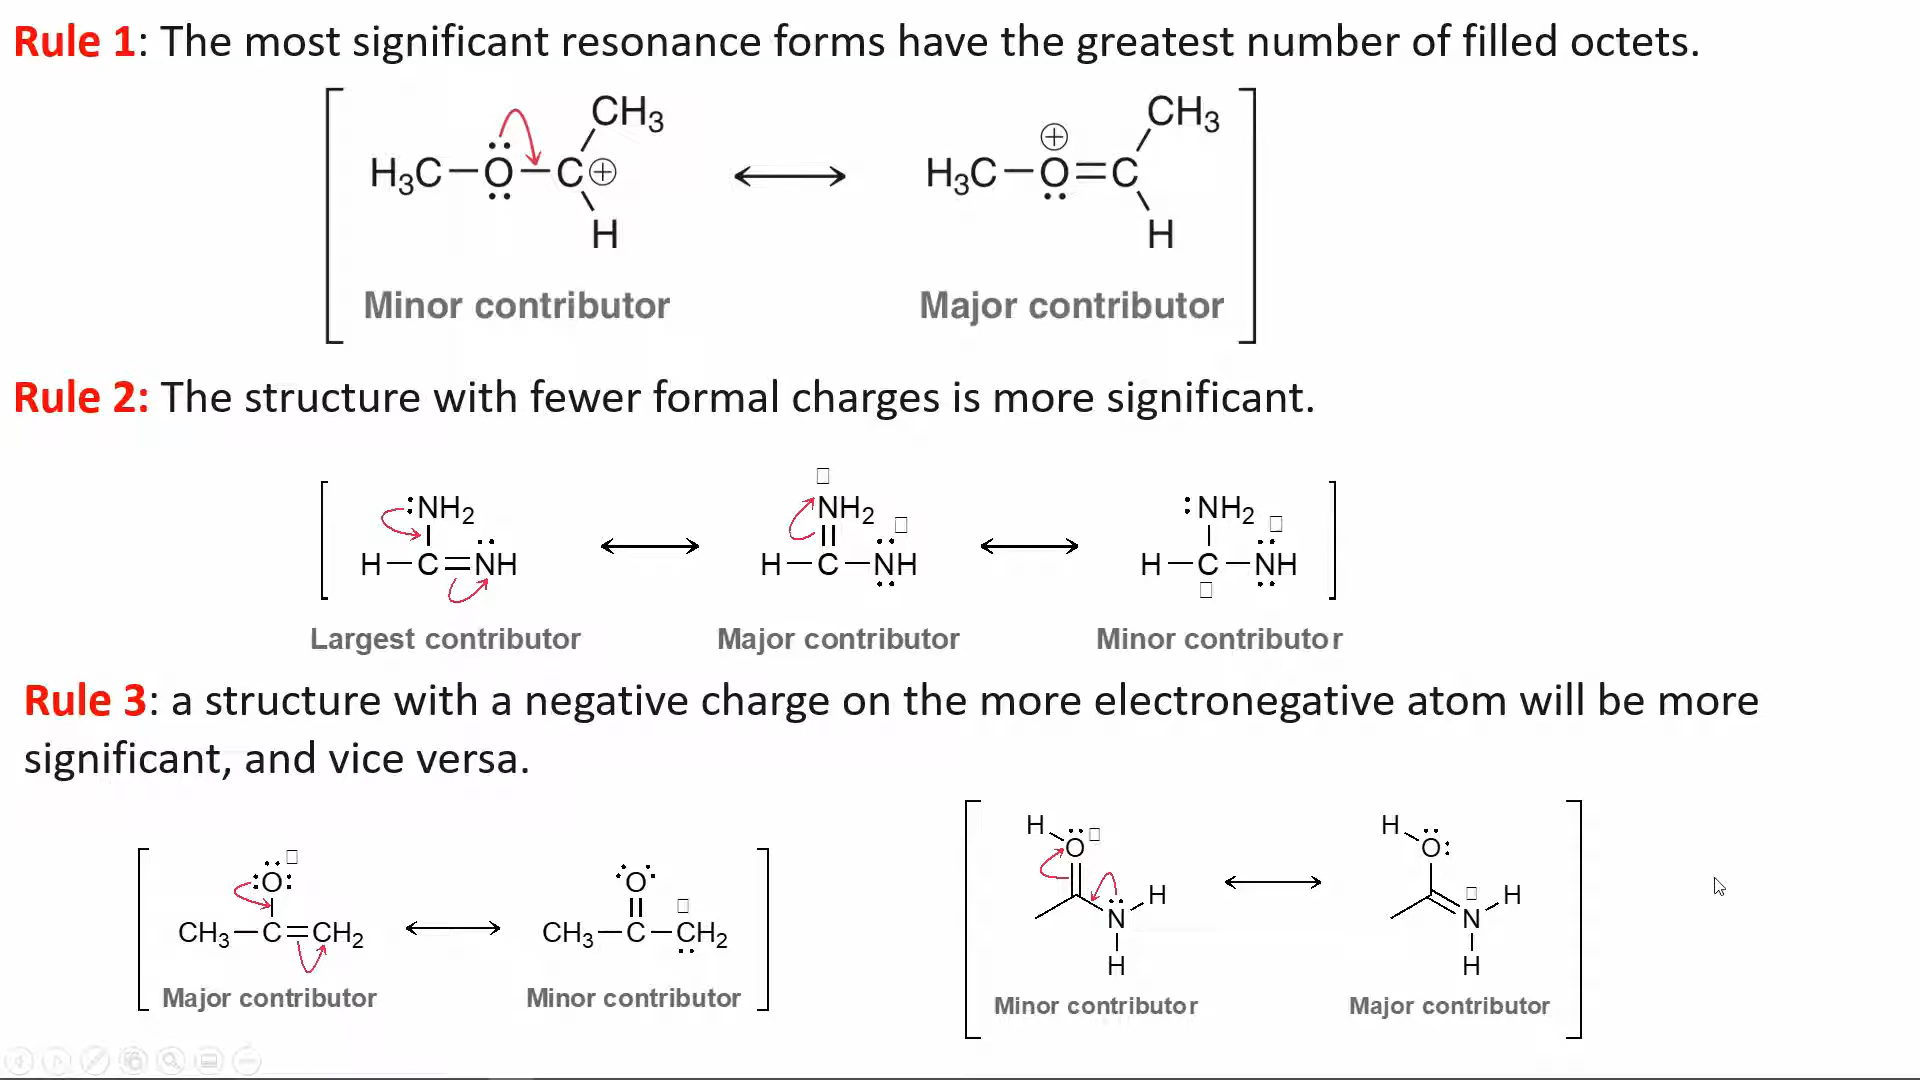 Rule 1: The most significant resonance forms have the greatest number of filled octets.
CH3 CH3
H3C O C H3C O C
H H
Minor contributor Major contributor
Rule 2: The structure with fewer formal charges is more significant.
:NH2 NH2 :NH2
H C NH H C NH H C NH
Largest contributor Major contributor Minor contributor
Rule 3: a structure with a negative charge on the more electronegative atom will be more
significant, and vice versa.
:O: O
CH3 C CH2 CH3 C CH2
Major contributor Minor contributor
H O H O:
N H N H
H H
Minor contributor Major contributor